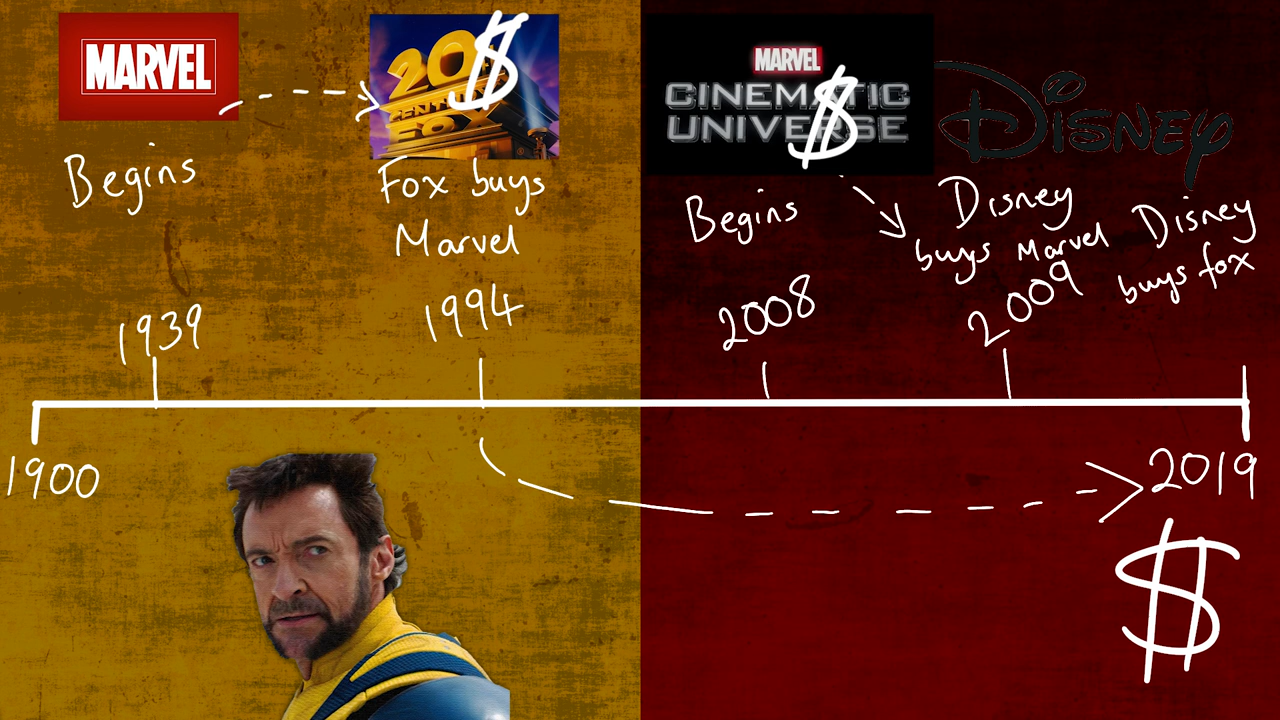 MARVEL
20
CENTURY
FOX
$
MARVEL
CINEMATIC
UNIVERSE
$
DISNEY
Begins
Fox buys
Marvel
Begins
Disney
buys Marvel
Disney
buys fox
1939
1994
2008
2009
1900
2019
$